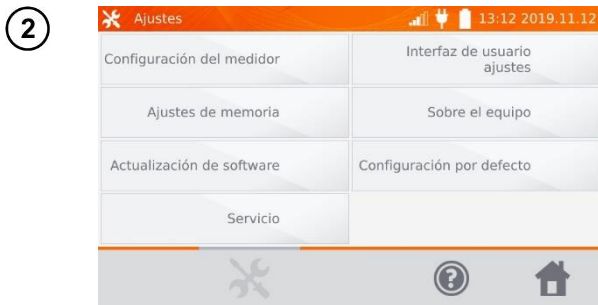 2
Ajustes 13:12 2019.11.12
Configuración del medidor
Interfaz de usuario
ajustes
Ajustes de memoria
Sobre el equipo
Actualización de software
Configuración por defecto
Servicio
?